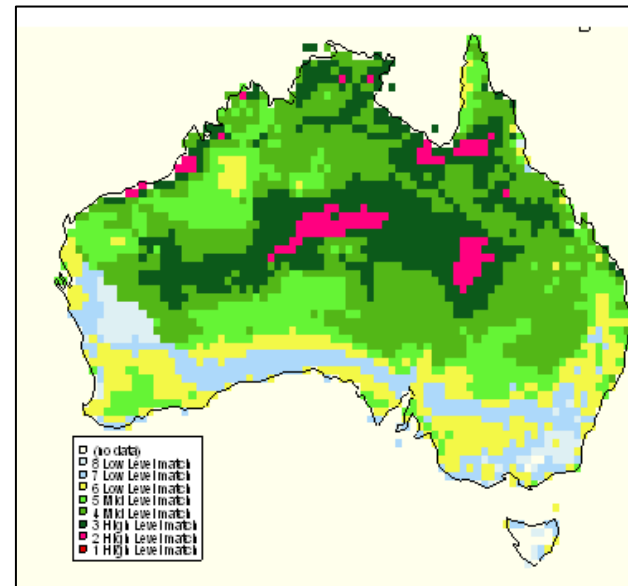 (no data)
8 Low Level match
7 Low Level match
6 Low Level match
5 Mid Level match
4 Mid Level match
3 High Level match
2 High Level match
1 High Level match